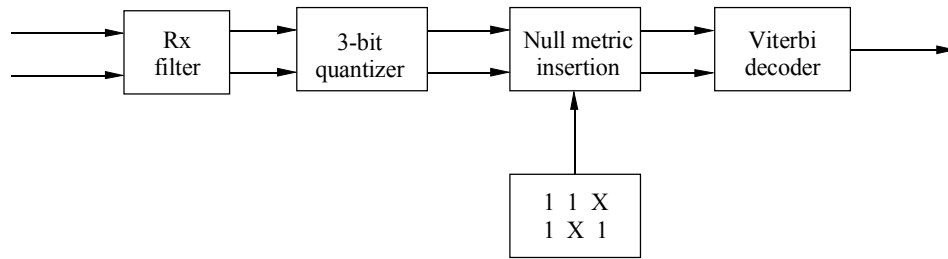 Rx
filter
3-bit
quantizer
Null metric
insertion
Viterbi
decoder
1 1 X
1 X 1